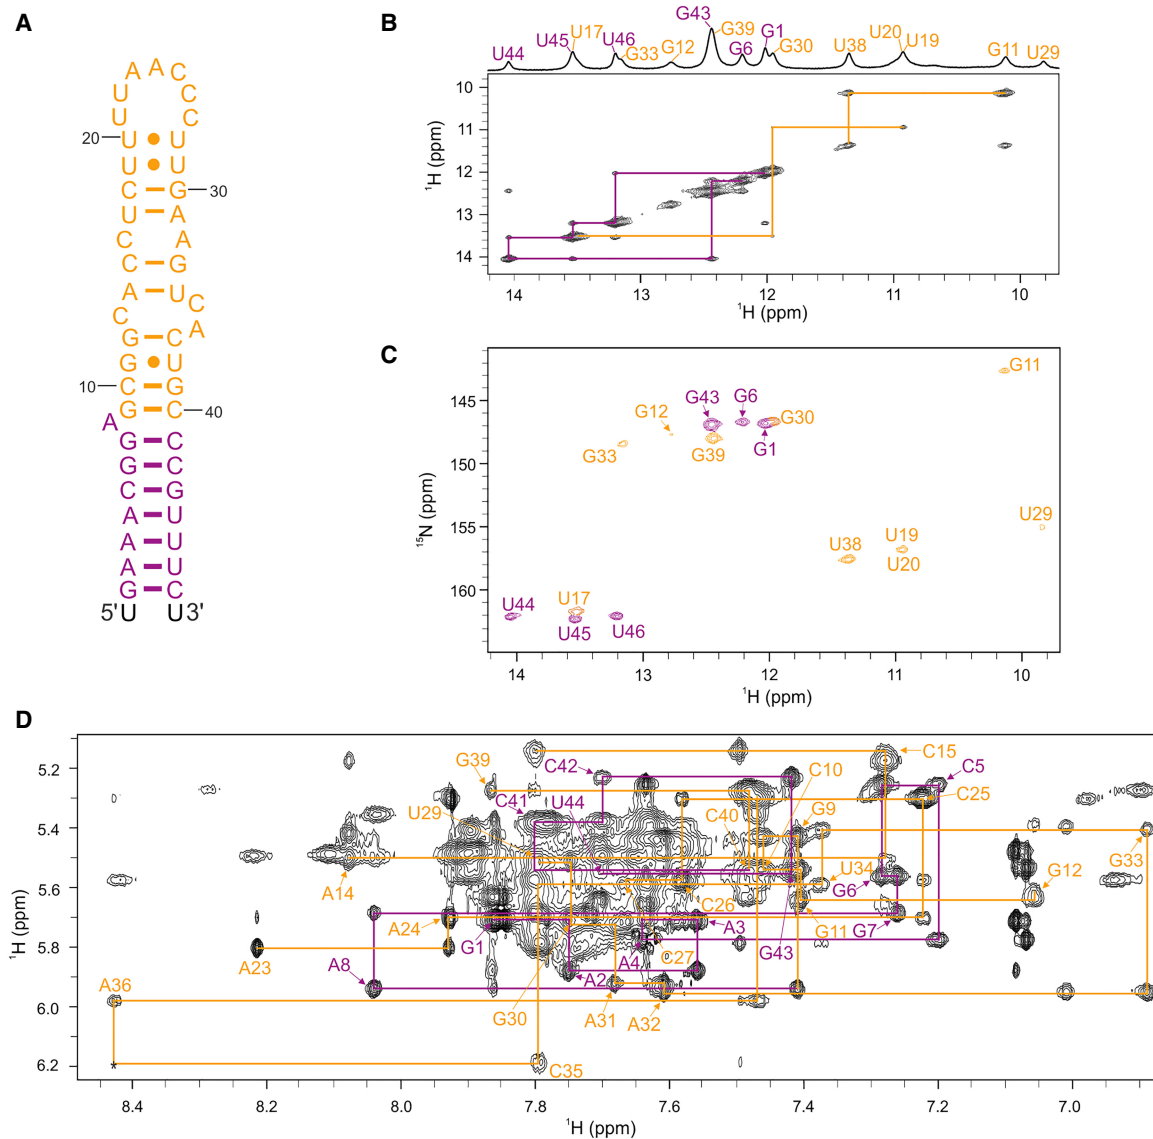 A
A A
U C
U C
20 U U
U U
C G 30
U A
C A
C G
A U
C C
A
G C
G U
10 C G
G C 40
A
G C
G C
C G
A U
A U
A U
G C
5'U U3'
B
U44 U45 U17 U46 G33 G12 G43 G39 G6 G1 G30 U38 U20 U19 G11 U29
10
11
12
13
14
¹H (ppm)
14 13 12 11 10
¹H (ppm)
C
G11
G43 G6 G30
G12
G33 G39 G1
U29
U38 U19
U20
U44 U17
U45 U46
145
150
155
160
¹⁵N (ppm)
14 13 12 11 10
¹H (ppm)
D
G39 C42 C15
C10 C5
C41 U44 C25
U29 C40 G9
G33
A14 U34 G12
G6
C26
A24 G11 G7
G1 A3
A23 A4 C27 G43
A8 A2
A36
G30 A31 A32
* C35
5.2
5.4
5.6
5.8
6.0
6.2
¹H (ppm)
8.4 8.2 8.0 7.8 7.6 7.4 7.2 7.0
¹H (ppm)